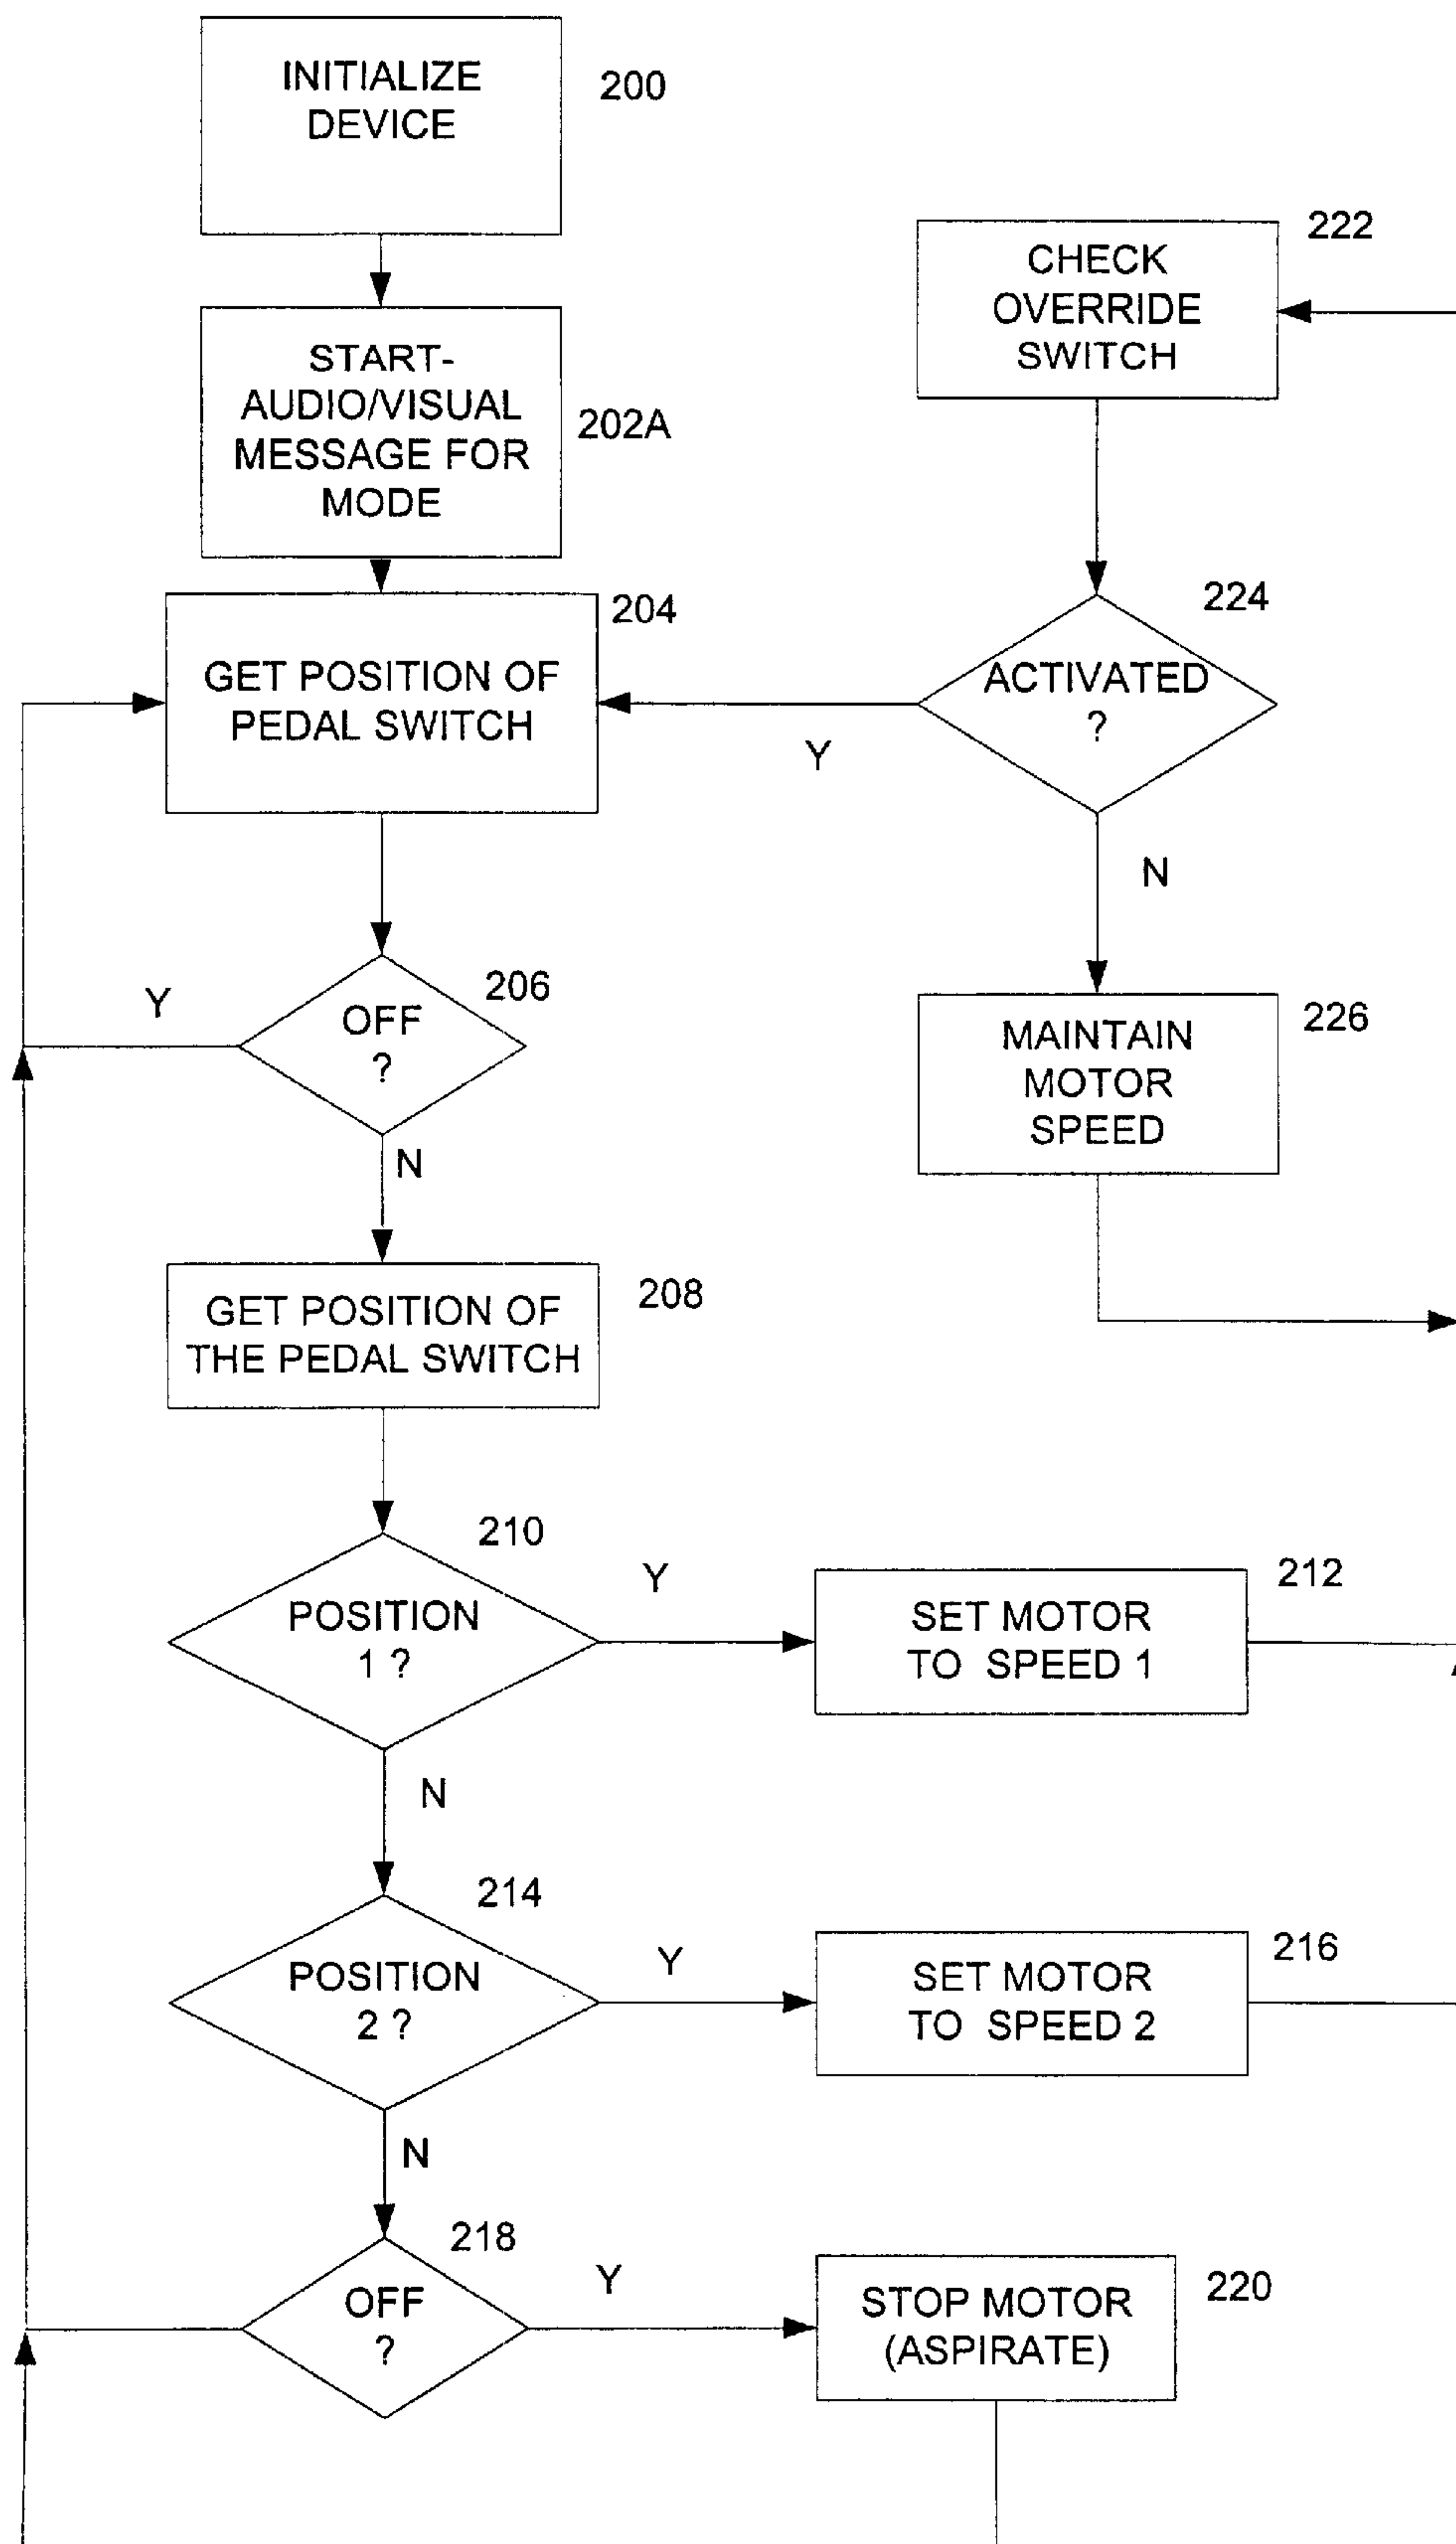 INITIALIZE
DEVICE
200
START-
AUDIO/VISUAL
MESSAGE FOR
MODE
202A
GET POSITION OF
PEDAL SWITCH
204
Y
OFF
?
206
N
GET POSITION OF
THE PEDAL SWITCH
208
POSITION
1 ?
210
Y
SET MOTOR
TO SPEED 1
212
N
POSITION
2 ?
214
Y
SET MOTOR
TO SPEED 2
216
N
OFF
?
218
Y
STOP MOTOR
(ASPIRATE)
220
CHECK
OVERRIDE
SWITCH
222
ACTIVATED
?
224
Y
N
MAINTAIN
MOTOR
SPEED
226